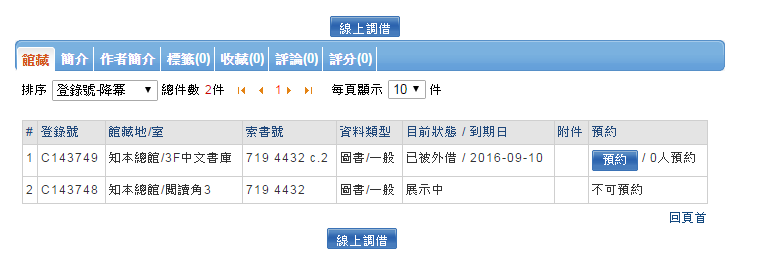 線上調借
館藏 簡介 作者簡介 標籤(0) 收藏(0) 評論(0) 評分(0)
排序 登錄號-降冪 總件數 2件 1 每頁顯示 10 件
# 登錄號 館藏地/室 索書號 資料類型 目前狀態 / 到期日 附件 預約
1 C143749 知本總館/3F中文書庫 719 4432 c.2 圖書/一般 已被外借 / 2016-09-10 預約 / 0人預約
2 C143748 知本總館/閱讀角3 719 4432 圖書/一般 展示中 不可預約
回頁首
線上調借